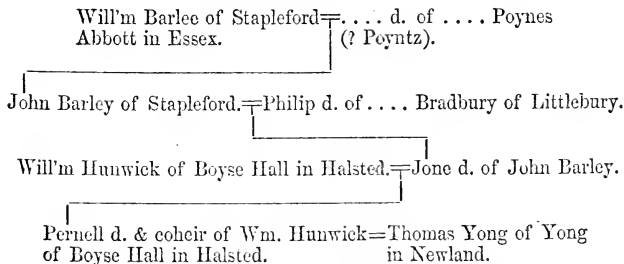 Will'm Barlee of Stapleford=. . . . d. of . . . . Poynes
Abbott in Essex. (? Poyntz).
John Barley of Stapleford.=Philip d. of . . . . Bradbury of Littlebury.
Will'm Hunwick of Boyse Hall in Halsted.=Jone d. of John Barley.
Pernell d. & coheir of Wm. Hunwick=Thomas Yong of Yong
of Boyse Hall in Halsted. in Newland.